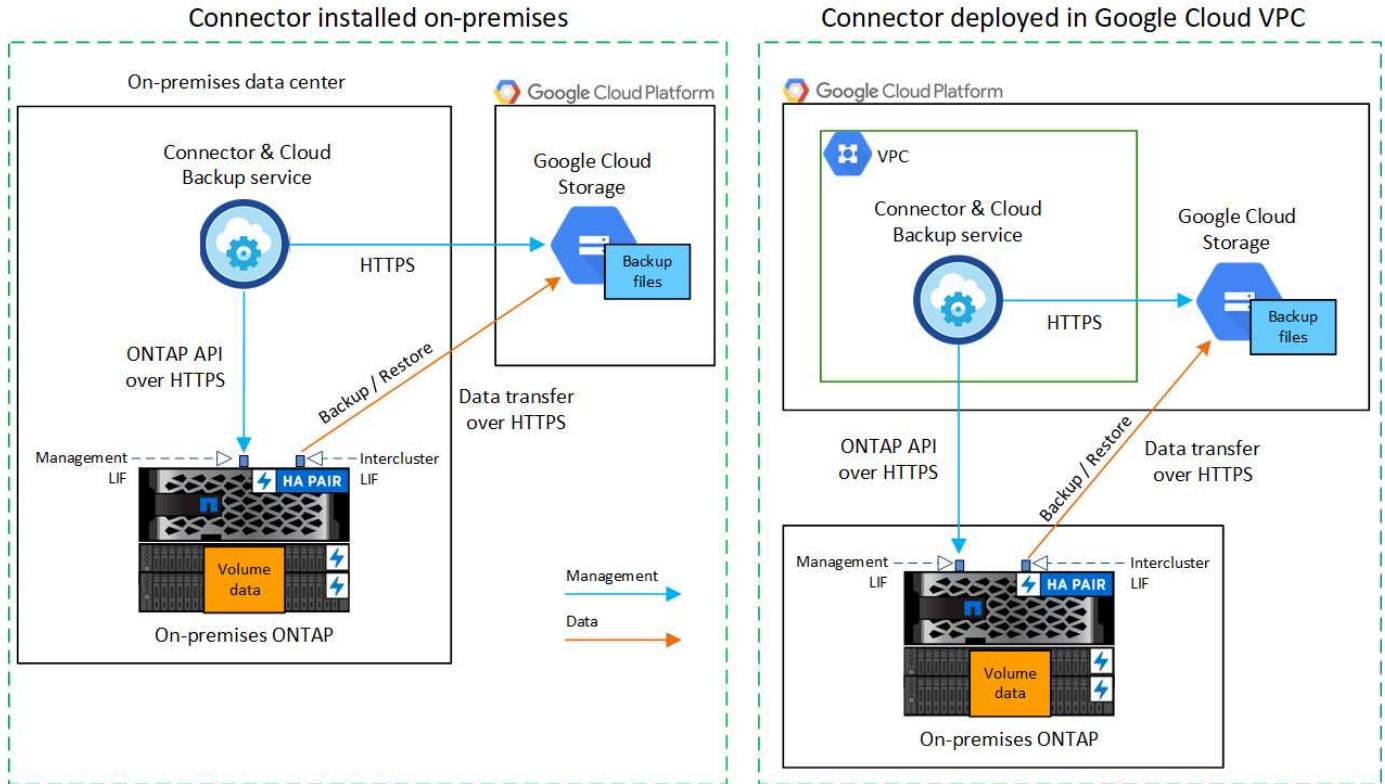 Connector installed on-premises
On-premises data center
Google Cloud Platform
Connector & Cloud
Backup service
Google Cloud
Storage
Backup
files
HTTPS
ONTAP API
over HTTPS
Backup / Restore
Data transfer
over HTTPS
Management
LIF
Intercluster
LIF
HA PAIR
Volume
data
On-premises ONTAP
Management
Data
Connector deployed in Google Cloud VPC
Google Cloud Platform
VPC
Connector & Cloud
Backup service
Google Cloud
Storage
Backup
files
HTTPS
ONTAP API
over HTTPS
Backup / Restore
Data transfer
over HTTPS
Management
LIF
Intercluster
LIF
HA PAIR
Volume
data
On-premises ONTAP